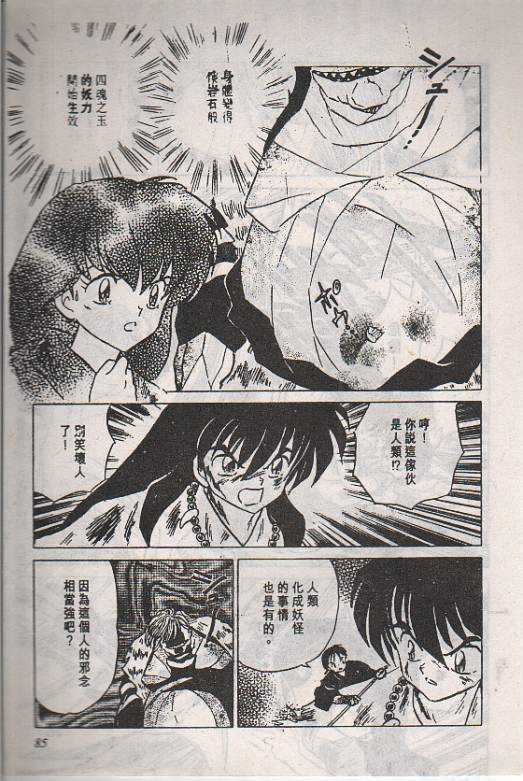 身體變得
像岩石般
四魂之玉
的妖力
開始生效
シュー…
ポウ…
哼！
你說這傢伙
是人類！？
別笑壞人
了！
人類
化成妖怪
的事情
也是有的。
因為這個人的邪念
相當強吧？
85